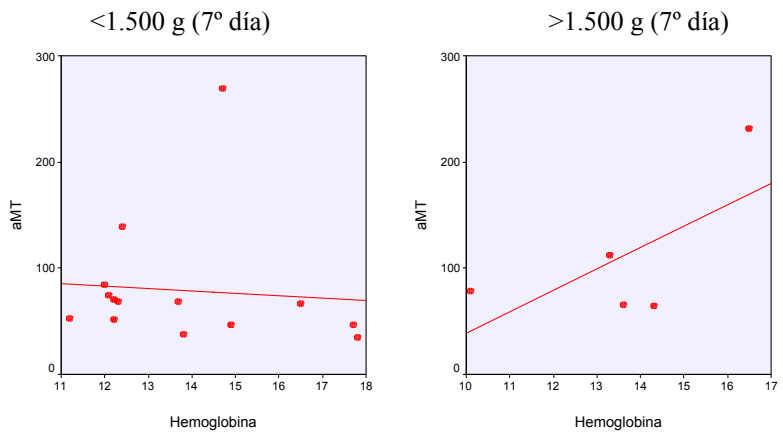 <1.500 g (7º día)
300
200
100
0
aMT
11 12 13 14 15 16 17 18
Hemoglobina
>1.500 g (7º día)
300
200
100
0
aMT
10 11 12 13 14 15 16 17
Hemoglobina